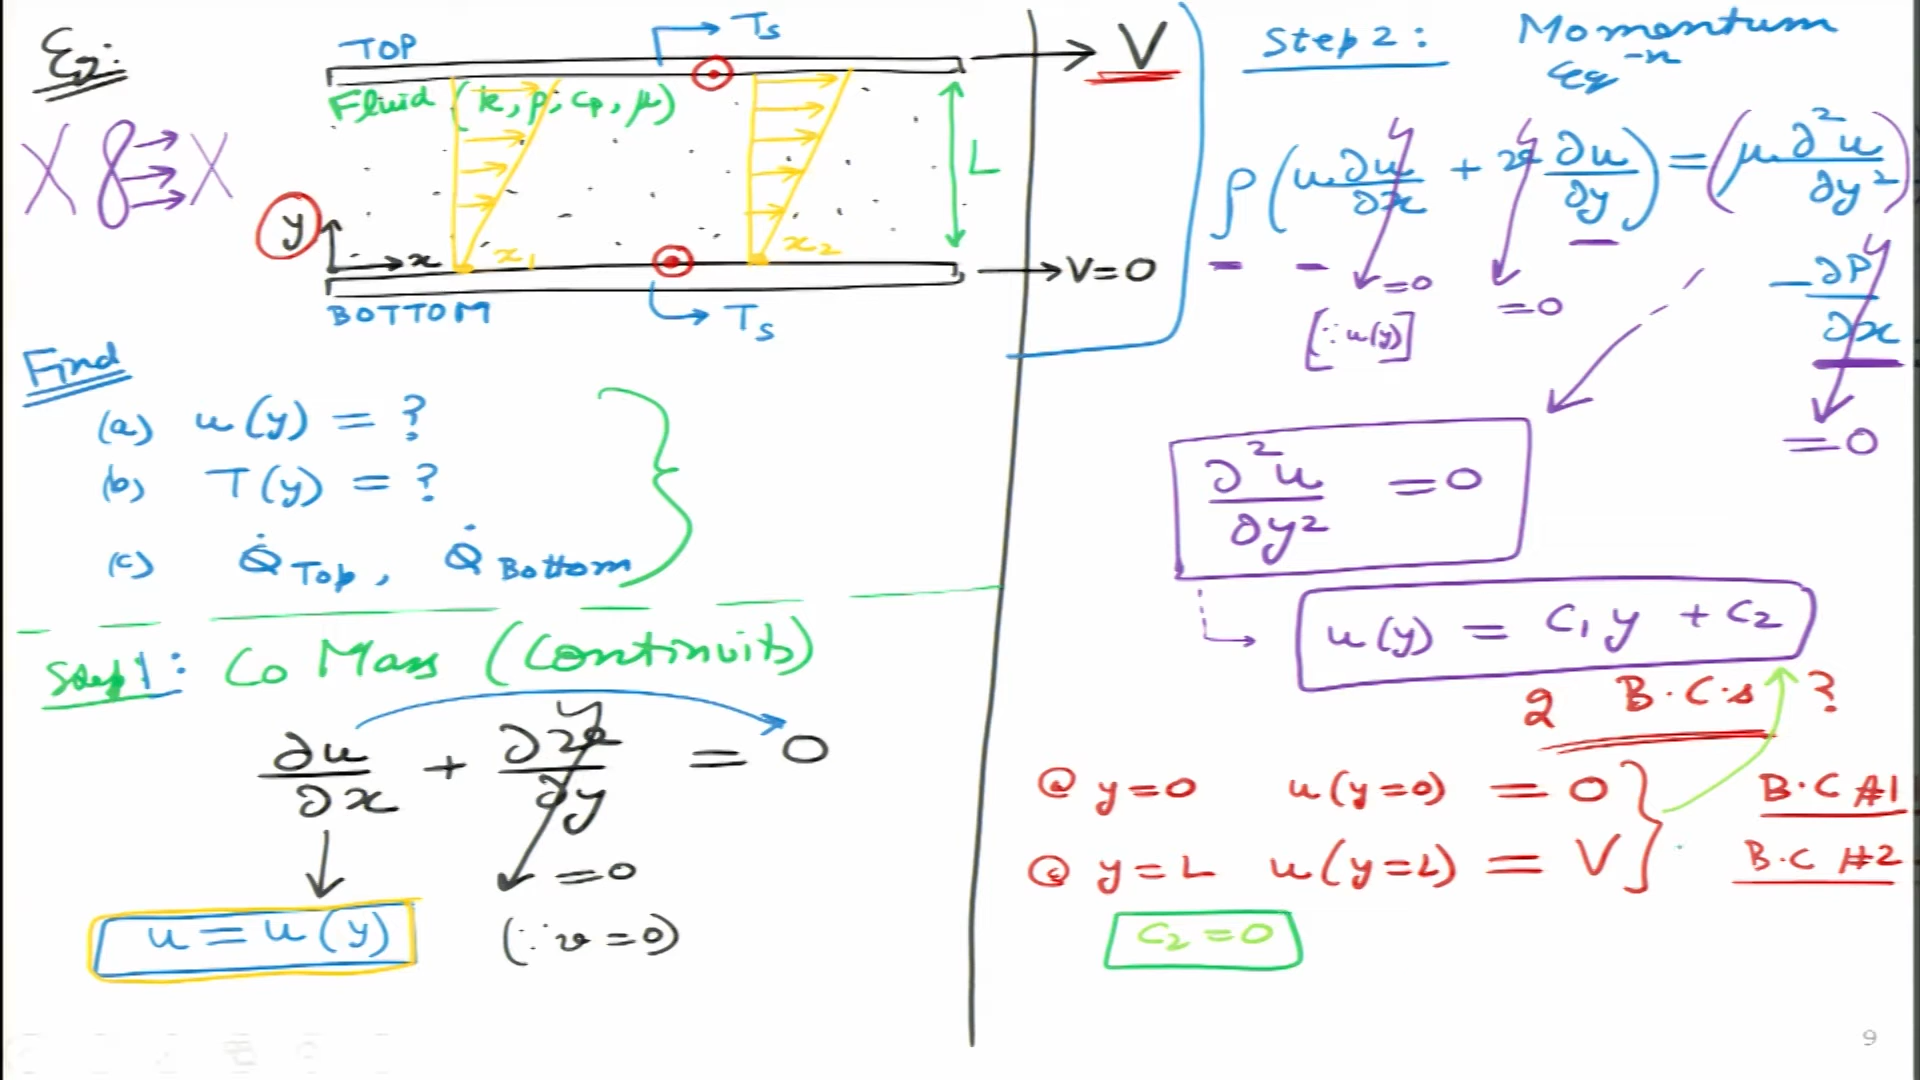 Eg:
TOP
Ts
V
Fluid (k, ρ, cp, μ)
L
y
x
x1
x2
V=0
BOTTOM
Ts
Find
(a) u(y) = ?
(b) T(y) = ?
(c) Q̇ Top, Q̇ Bottom
Step 1: Co Mass (Continuity)
∂u/∂x + ∂v/∂y = 0
=0
u = u(y)
(∵ v = 0)
Step 2: Momentum
eq-n
ρ(u ∂u/∂x + v ∂u/∂y) = (μ ∂²u/∂y²)
- ∂P/∂x
=0
=0
[∵ u(y)]
=0
∂²u/∂y² = 0
u(y) = C1 y + C2
2 B.C.s ?
@ y=0 u(y=0) = 0 B.C #1
@ y=L u(y=L) = V B.C #2
C2 = 0
9